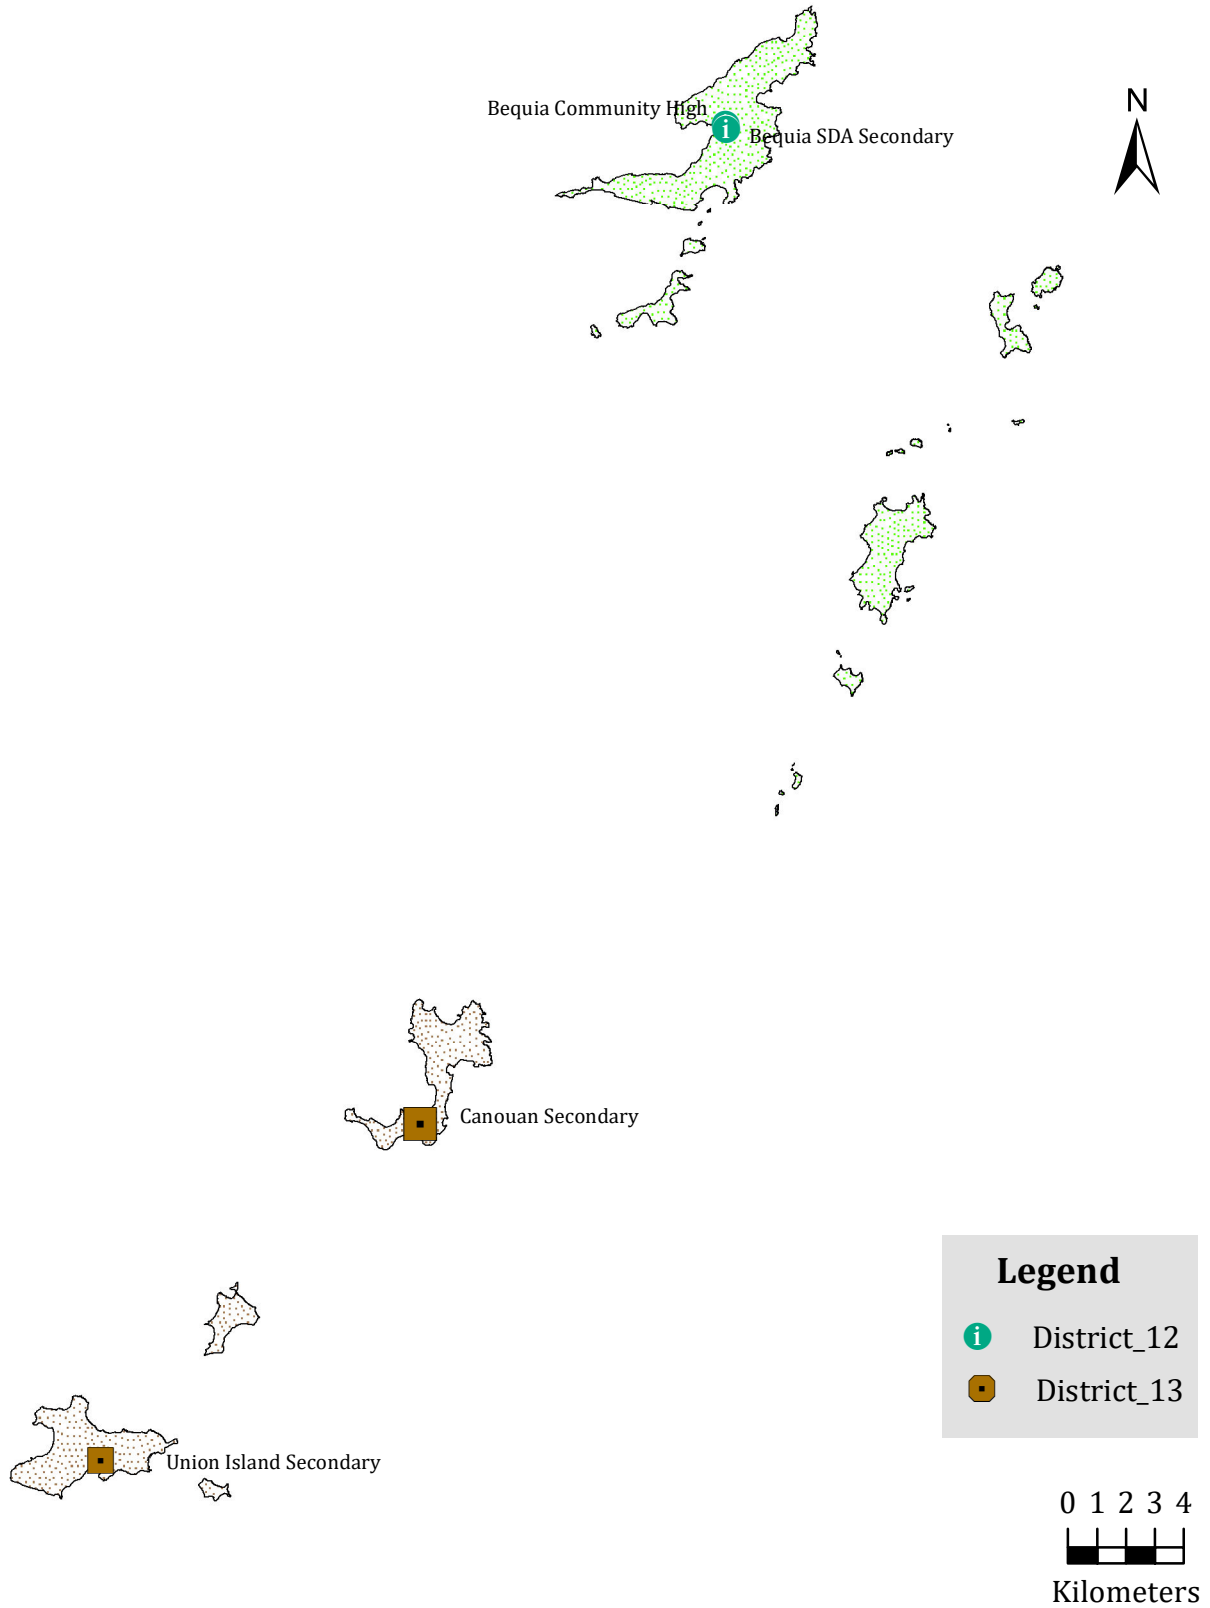 Bequia Community High
i
Bequia SDA Secondary
N
Canouan Secondary
Union Island Secondary
Legend
i District_12
District_13
0 1 2 3 4
Kilometers